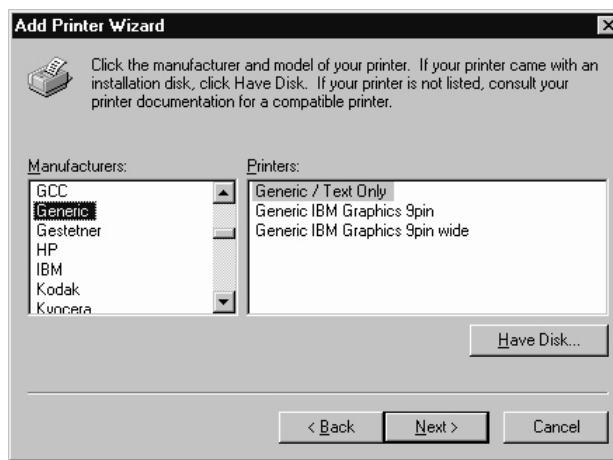 Add Printer Wizard
Click the manufacturer and model of your printer. If your printer came with an
installation disk, click Have Disk. If your printer is not listed, consult your
printer documentation for a compatible printer.
Manufacturers:
Printers:
GCC
Generic
Gestetner
HP
IBM
Kodak
Kyocera
Generic / Text Only
Generic IBM Graphics 9pin
Generic IBM Graphics 9pin wide
Have Disk...
< Back
Next >
Cancel